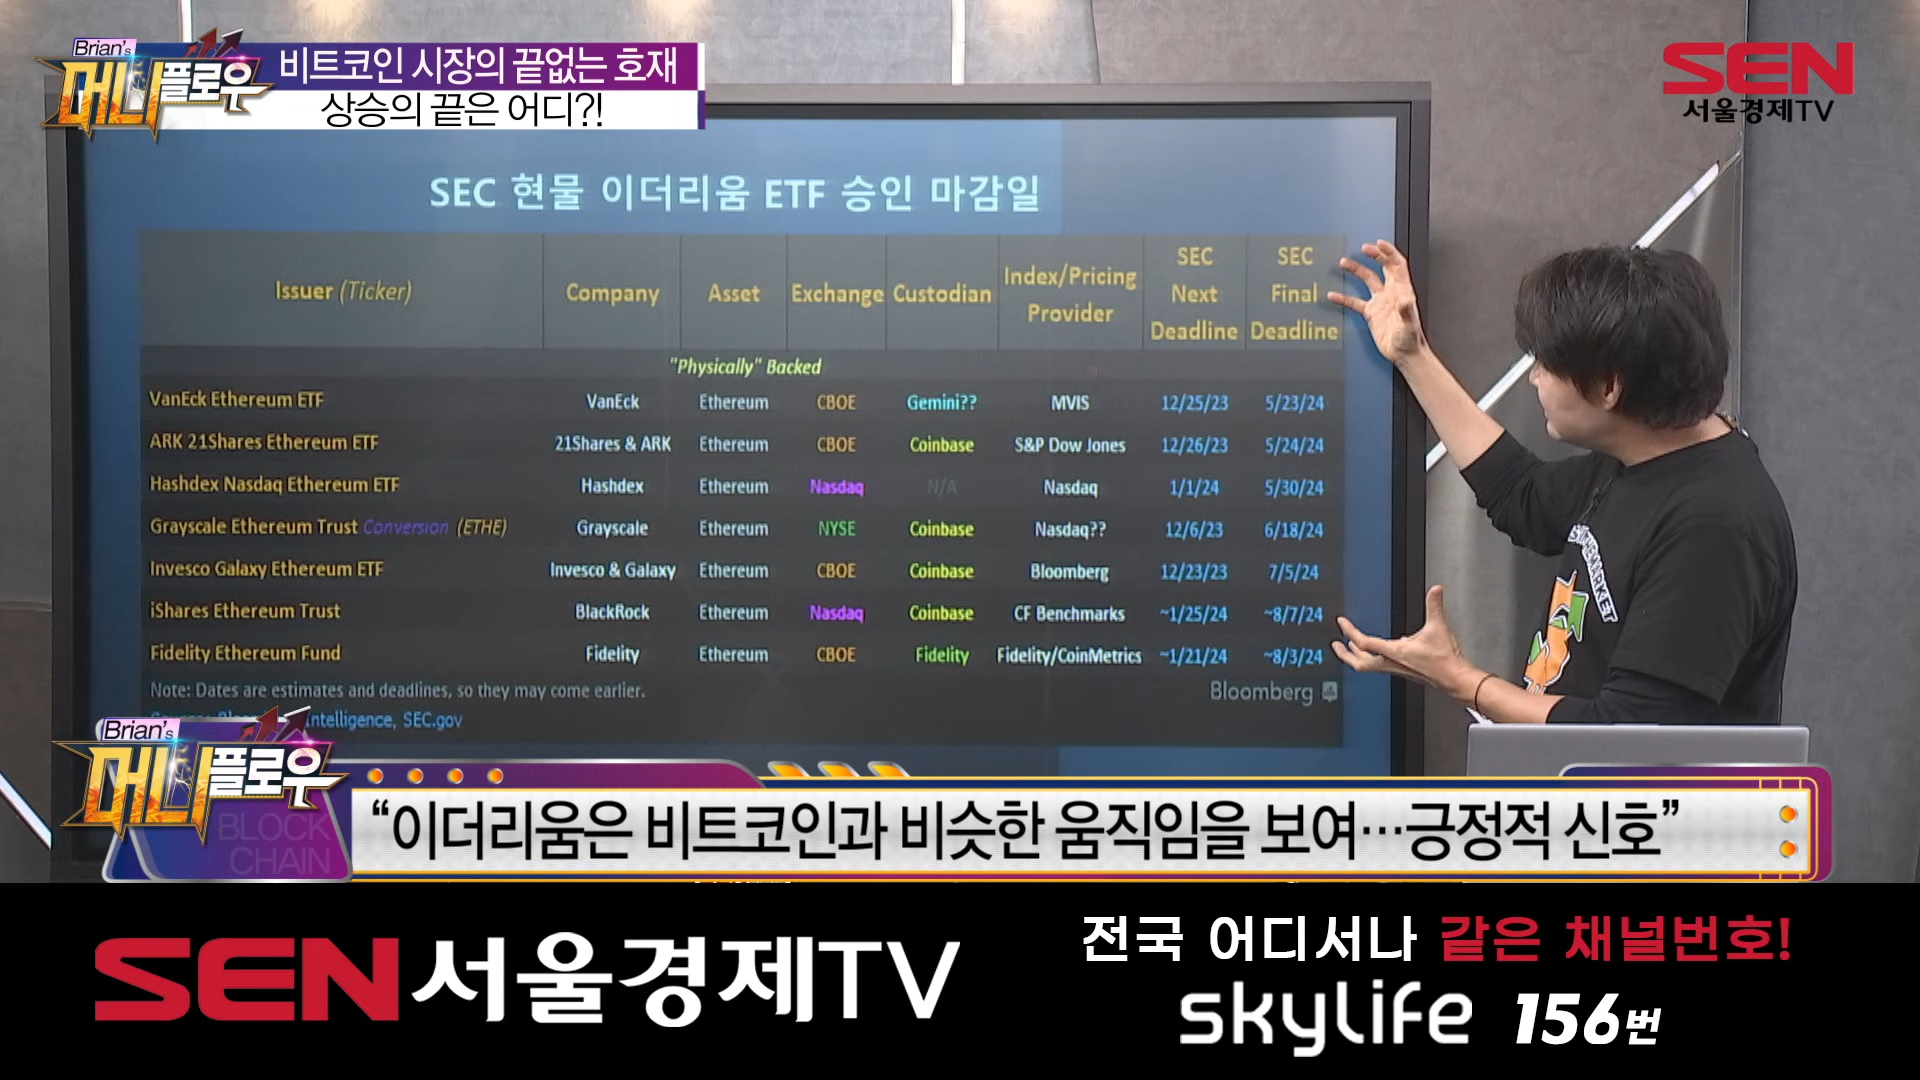 Brian's
머니플로우
비트코인 시장의 끝없는 호재
상승의 끝은 어디?!
SEN
서울경제TV
SEC 현물 이더리움 ETF 승인 마감일
Issuer (Ticker) Company Asset Exchange Custodian Index/Pricing Provider SEC Next Deadline SEC Final Deadline
"Physically" Backed
VanEck Ethereum ETF VanEck Ethereum CBOE Gemini?? MVIS 12/25/23 5/23/24
ARK 21Shares Ethereum ETF 21Shares & ARK Ethereum CBOE Coinbase S&P Dow Jones 12/26/23 5/24/24
Hashdex Nasdaq Ethereum ETF Hashdex Ethereum Nasdaq N/A Nasdaq 1/1/24 5/30/24
Grayscale Ethereum Trust Conversion (ETHE) Grayscale Ethereum NYSE Coinbase Nasdaq?? 12/6/23 6/18/24
Invesco Galaxy Ethereum ETF Invesco & Galaxy Ethereum CBOE Coinbase Bloomberg 12/23/23 7/5/24
iShares Ethereum Trust BlackRock Ethereum Nasdaq Coinbase CF Benchmarks ~1/25/24 ~8/7/24
Fidelity Ethereum Fund Fidelity Ethereum CBOE Fidelity Fidelity/CoinMetrics ~1/21/24 ~8/3/24
Note: Dates are estimates and deadlines, so they may come earlier.
Bloomberg
Intelligence, SEC.gov
Brian's
머니플로우
BLOCK
CHAIN
“이더리움은 비트코인과 비슷한 움직임을 보여…긍정적 신호”
SEN서울경제TV
전국 어디서나 같은 채널번호!
skylife 156번